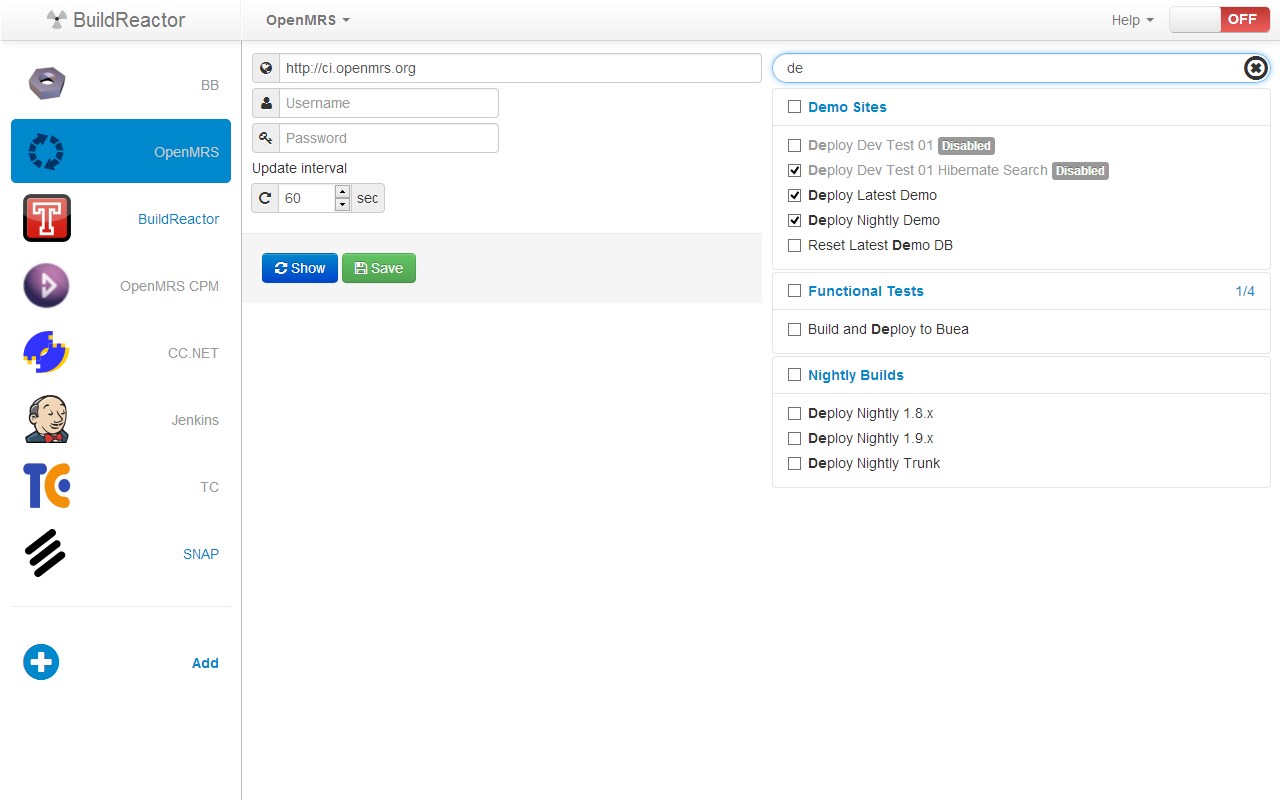 BuildReactor
OpenMRS
Help
OFF
BB
OpenMRS
BuildReactor
OpenMRS CPM
CC.NET
Jenkins
TC
SNAP
Add
http://ci.openmrs.org
Username
Password
Update interval
60 sec
Show Save
de
Demo Sites
Deploy Dev Test 01 Disabled
Deploy Dev Test 01 Hibernate Search Disabled
Deploy Latest Demo
Deploy Nightly Demo
Reset Latest Demo DB
Functional Tests 1/4
Build and Deploy to Buea
Nightly Builds
Deploy Nightly 1.8.x
Deploy Nightly 1.9.x
Deploy Nightly Trunk